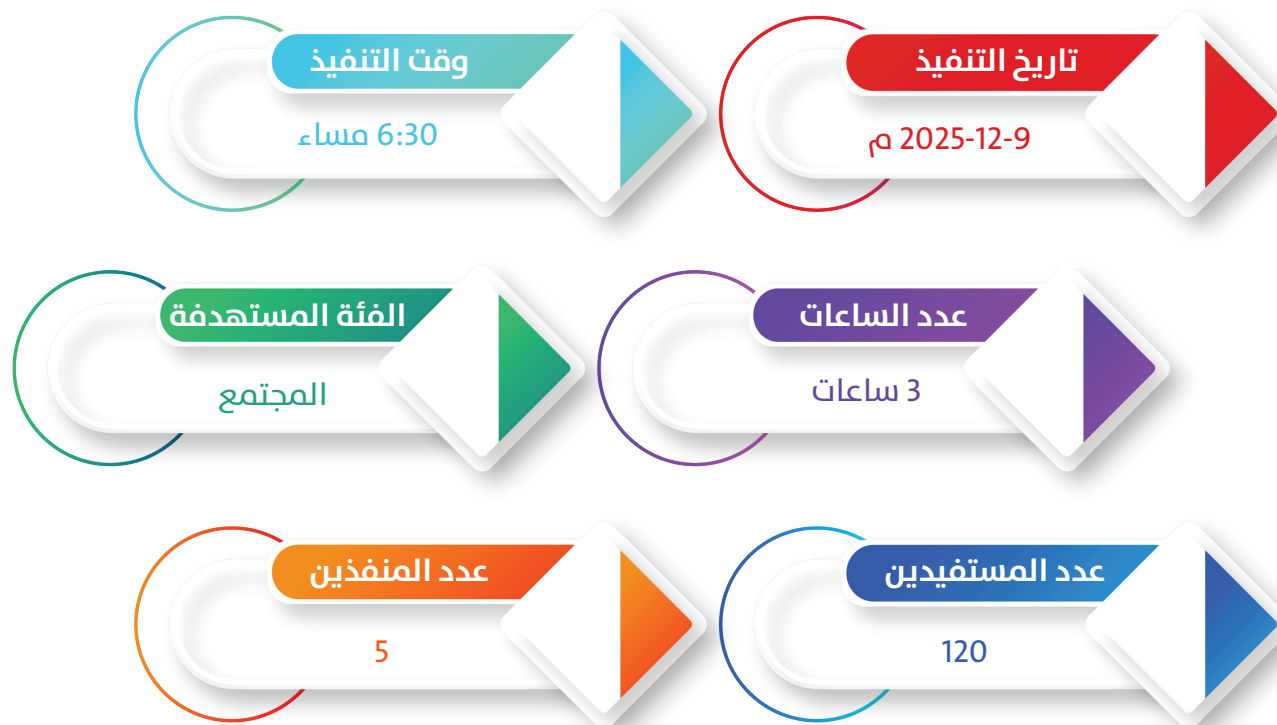 تاريخ التنفيذ
9-12-2025 م
وقت التنفيذ
6:30 مساء
عدد الساعات
3 ساعات
الفئة المستهدفة
المجتمع
عدد المستفيدين
120
عدد المنفذين
5